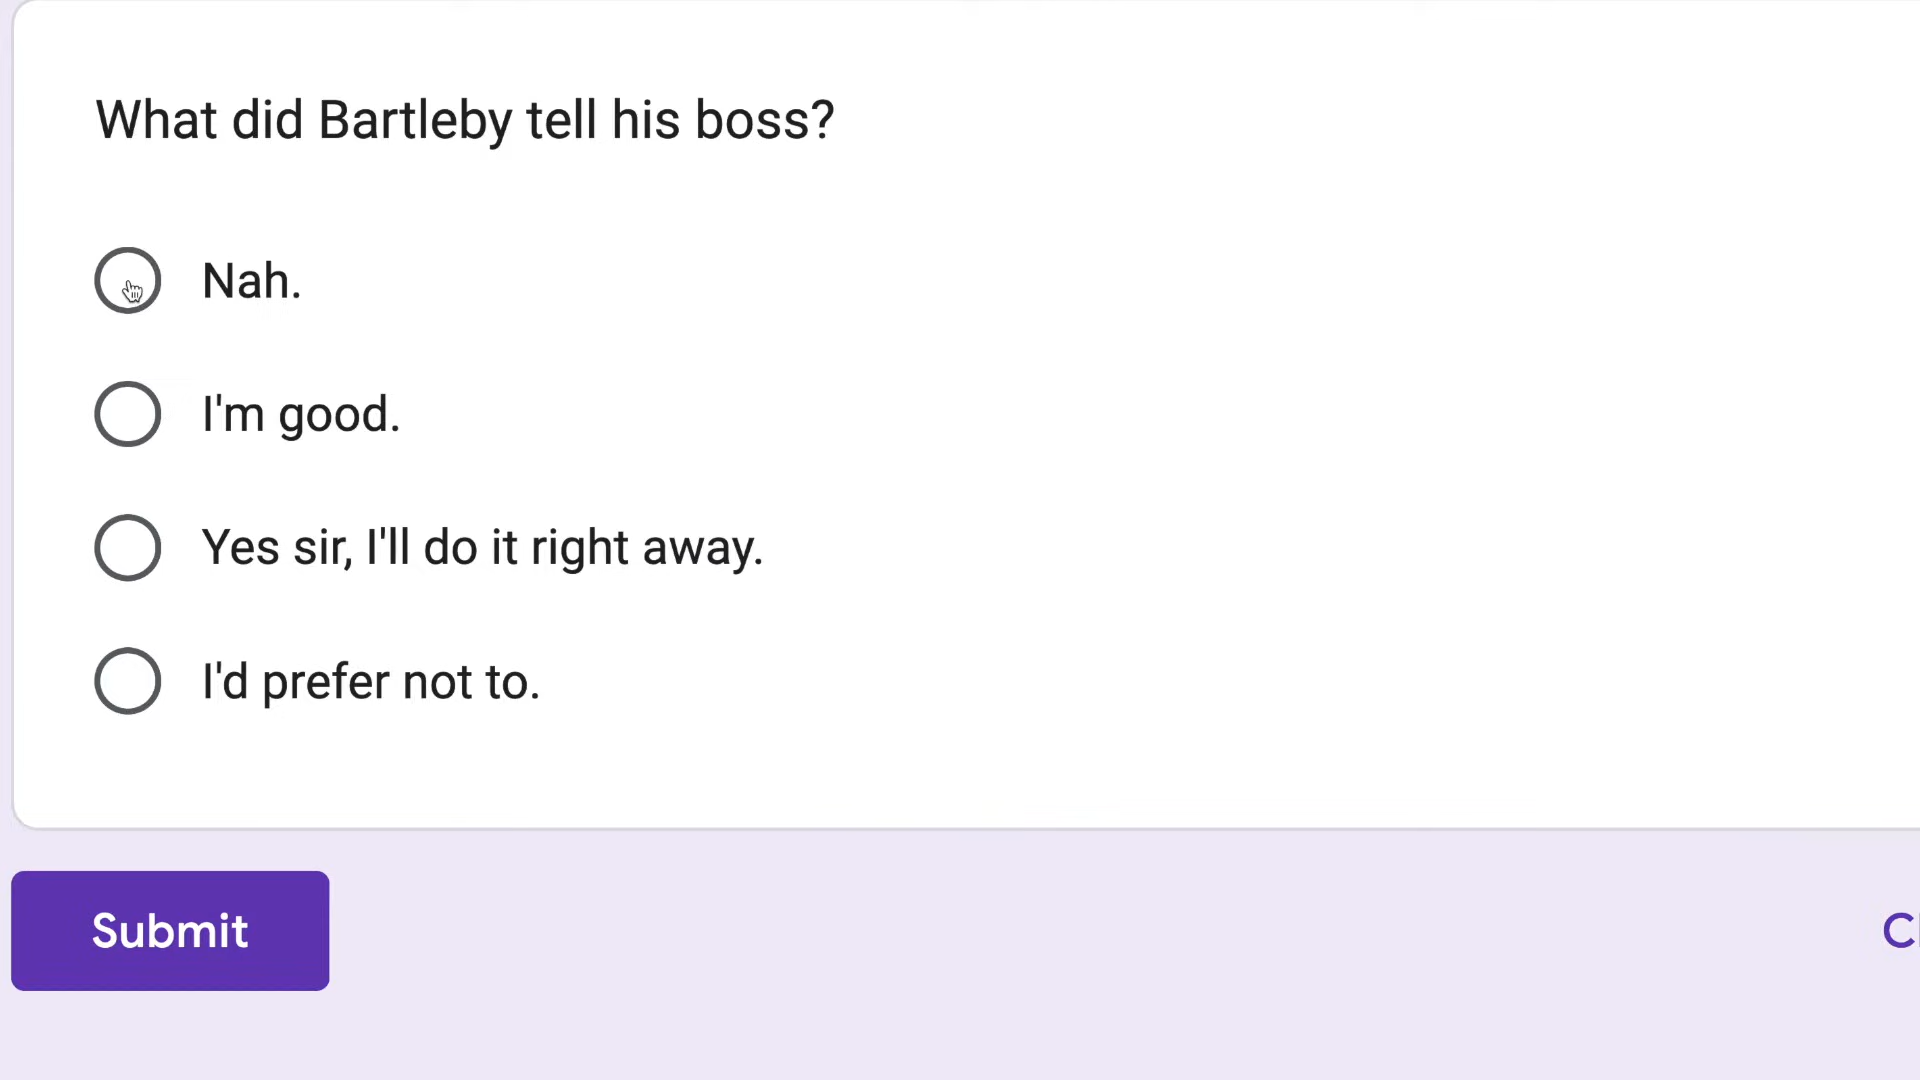 What did Bartleby tell his boss?
Nah.
I'm good.
Yes sir, I'll do it right away.
I'd prefer not to.
Submit